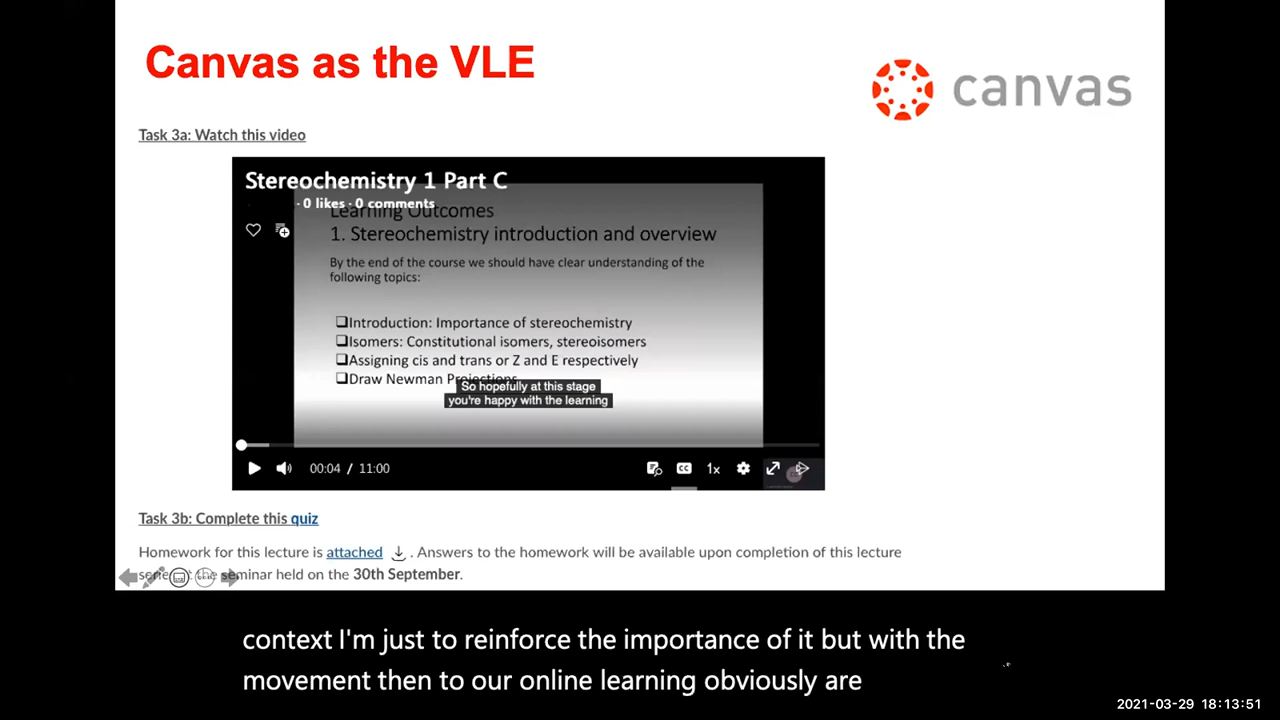 Canvas as the VLE
canvas
Task 3a: Watch this video
Stereochemistry 1 Part C
· 0 likes · 0 comments
Learning Outcomes
1. Stereochemistry introduction and overview
By the end of the course we should have clear understanding of the
following topics:
Introduction: Importance of stereochemistry
Isomers: Constitutional isomers, stereoisomers
Assigning cis and trans or Z and E respectively
Draw Newman Projections
So hopefully at this stage
you're happy with the learning
00:04 / 11:00
CC
1x
Task 3b: Complete this quiz
Homework for this lecture is attached . Answers to the homework will be available upon completion of this lecture
the seminar held on the 30th September.
context I'm just to reinforce the importance of it but with the
movement then to our online learning obviously are
2021-03-29 18:13:51